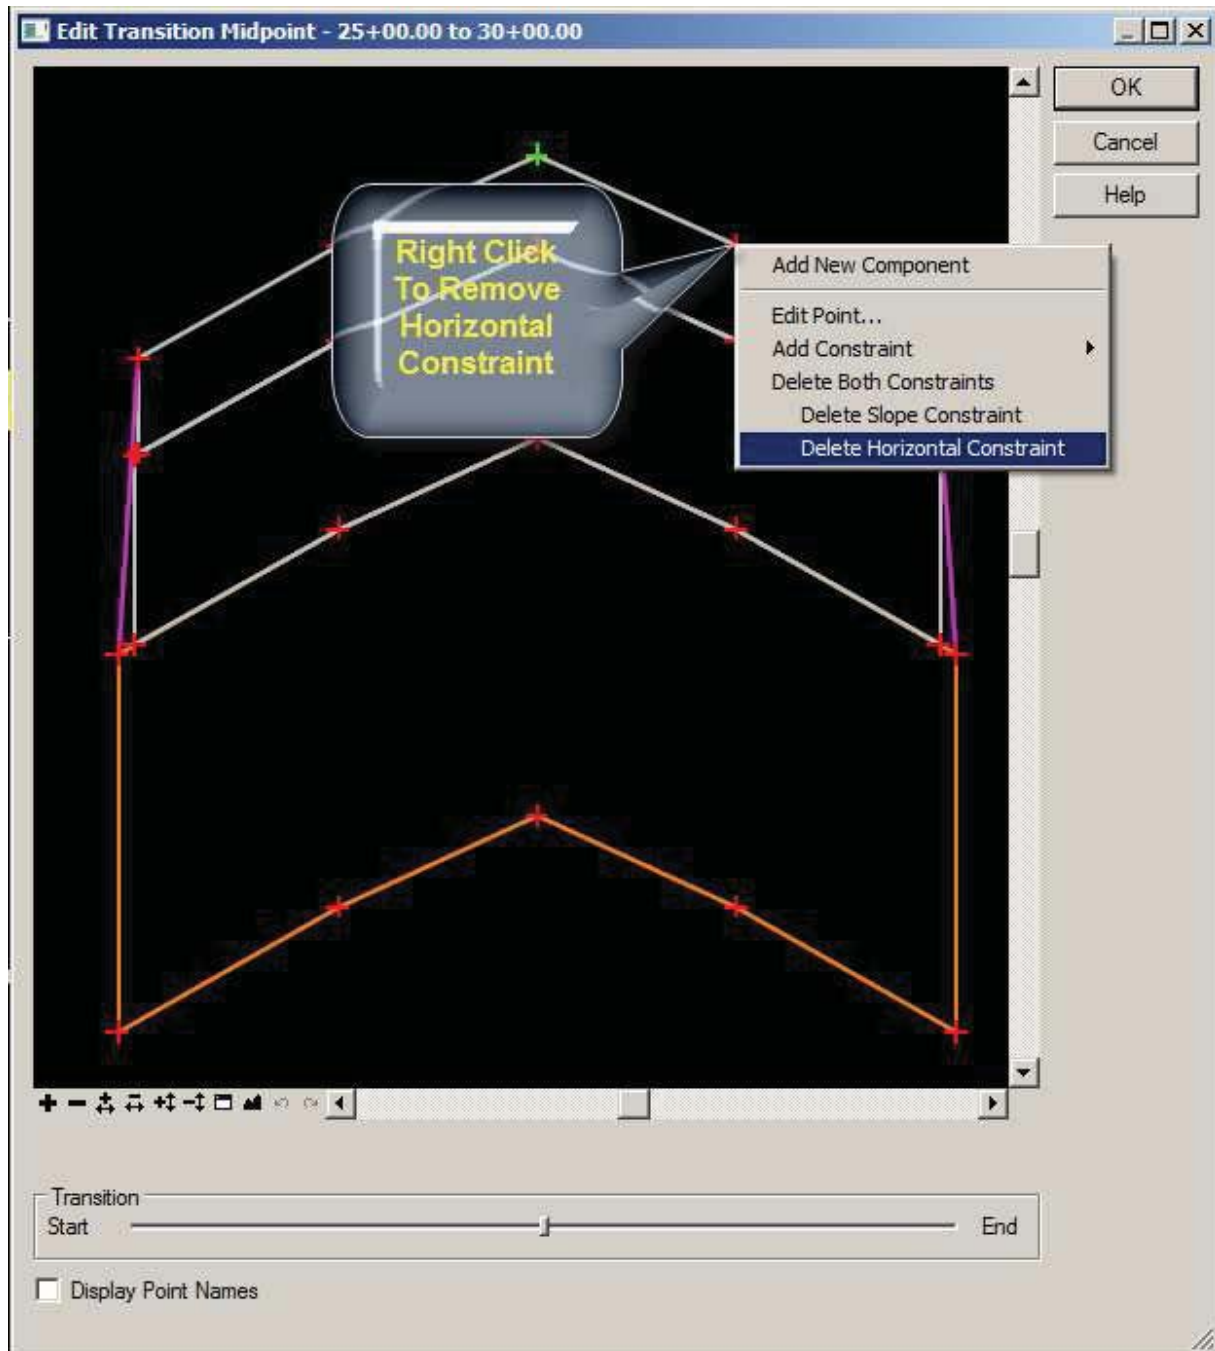 Edit Transition Midpoint - 25+00.00 to 30+00.00
OK
Cancel
Help
Right Click
To Remove
Horizontal
Constraint
Add New Component
Edit Point...
Add Constraint
Delete Both Constraints
Delete Slope Constraint
Delete Horizontal Constraint
Transition
Start
End
Display Point Names